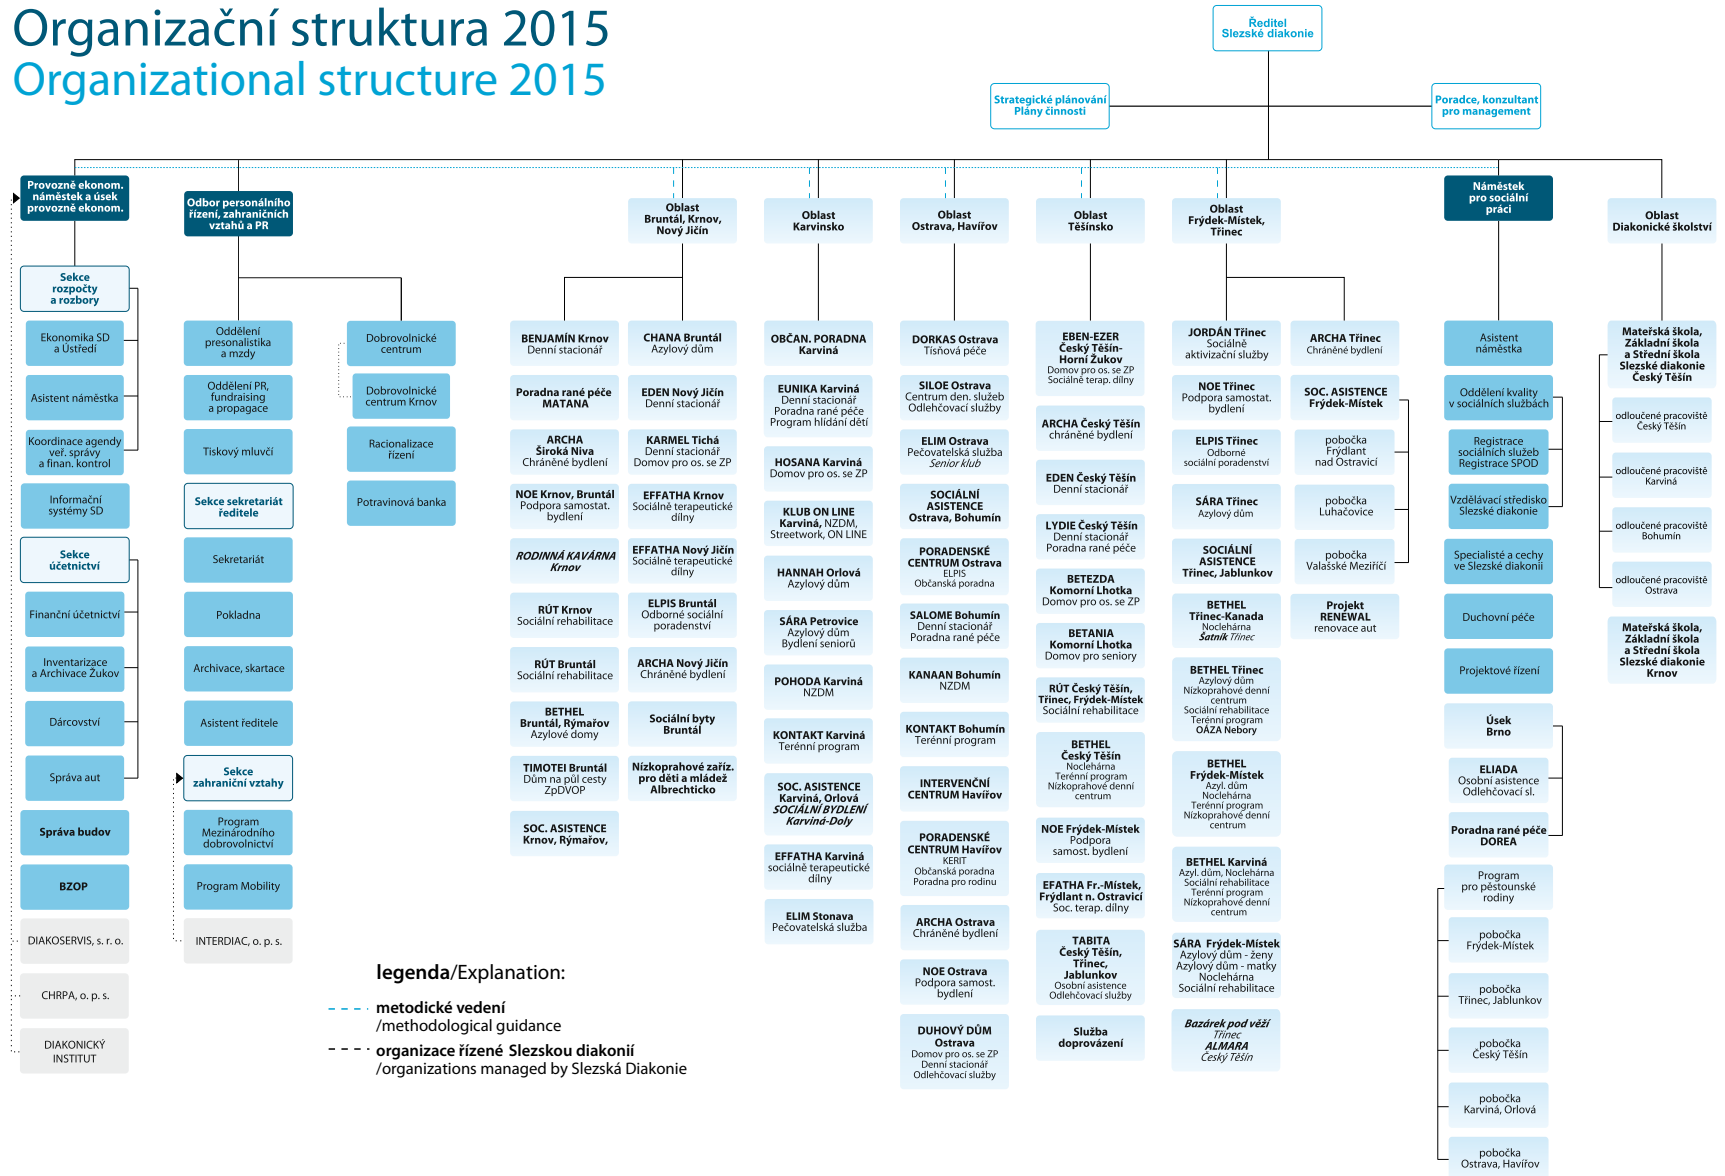 Organizační struktura 2015
Organizational structure 2015
Ředitel
Slezské diakonie
Strategické plánování
Plány činnosti
Poradce, konzultant
pro management
Provozně ekonom.
náměstek a úsek
provozně ekonom.
Sekce
rozpočty
a rozbory
Ekonomika SD
a Ústředí
Asistent náměstka
Koordinace agendy
veř. správy
a finan. kontrol
Informační
systémy SD
Sekce
účetnictví
Finanční účetnictví
Inventarizace
a Archivace Žukov
Dárcovství
Správa aut
Správa budov
BZOP
DIAKOSERVIS, s. r. o.
CHRPA, o. p. s.
DIAKONICKÝ
INSTITUT
Odbor personálního
řízení, zahraničních
vztahů a PR
Oddělení
presonalistika
a mzdy
Oddělení PR,
fundraising
a propagace
Tiskový mluvčí
Sekce sekretariát
ředitele
Sekretariát
Pokladna
Archivace, skartace
Asistent ředitele
Sekce
zahraniční vztahy
Program
Mezinárodního
dobrovolnictví
Program Mobility
INTERDIAC, o. p. s.
Dobrovolnické
centrum
Dobrovolnické
centrum Krnov
Racionalizace
řízení
Potravinová banka
Oblast
Bruntál, Krnov,
Nový Jičín
BENJAMÍN Krnov
Denní stacionář
Poradna rané péče
MATANA
ARCHA
Široká Niva
Chráněné bydlení
NOE Krnov, Bruntál
Podpora samostat.
bydlení
RODINNÁ KAVÁRNA
Krnov
RÚT Krnov
Sociální rehabilitace
RÚT Bruntál
Sociální rehabilitace
BETHEL
Bruntál, Rýmařov
Azylové domy
TIMOTEI Bruntál
Dům na půl cesty
ZpDVOP
SOC. ASISTENCE
Krnov, Rýmařov,
CHANA Bruntál
Azylový dům
EDEN Nový Jičín
Denní stacionář
KARMEL Tichá
Denní stacionář
Domov pro os. se ZP
EFFATHA Krnov
Sociálně terapeutické
dílny
EFFATHA Nový Jičín
Sociálně terapeutické
dílny
ELPIS Bruntál
Odborné sociální
poradenství
ARCHA Nový Jičín
Chráněné bydlení
Sociální byty
Bruntál
Nízkoprahové zaříz.
pro děti a mládež
Albrechticko
Oblast
Karvinsko
OBČAN. PORADNA
Karviná
EUNIKA Karviná
Denní stacionář
Poradna rané péče
Program hlídání dětí
HOSANA Karviná
Domov pro os. se ZP
KLUB ON LINE
Karviná, NZDM,
Streetwork, ON LINE
HANNAH Orlová
Azylový dům
SÁRA Petrovice
Azylový dům
Bydlení seniorů
POHODA Karviná
NZDM
KONTAKT Karviná
Terénní program
SOC. ASISTENCE
Karviná, Orlová
SOCIÁLNÍ BYDLENÍ
Karviná-Doly
EFFATHA Karviná
sociálně terapeutické
dílny
ELIM Stonava
Pečovatelská služba
Oblast
Ostrava, Havířov
DORKAS Ostrava
Tísňová péče
SILOE Ostrava
Centrum den. služeb
Odlehčovací služby
ELIM Ostrava
Pečovatelská služba
Senior klub
SOCIÁLNÍ
ASISTENCE
Ostrava, Bohumín
PORADENSKÉ
CENTRUM Ostrava
ELPIS
Občanská poradna
SALOME Bohumín
Denní stacionář
Poradna rané péče
KANAAN Bohumín
NZDM
KONTAKT Bohumín
Terénní program
INTERVENČNÍ
CENTRUM Havířov
PORADENSKÉ
CENTRUM Havířov
KERIT
Občanská poradna
Poradna pro rodinu
ARCHA Ostrava
Chráněné bydlení
NOE Ostrava
Podpora samost.
bydlení
DUHOVÝ DŮM
Ostrava
Domov pro os. se ZP
Denní stacionář
Odlehčovací služby
Oblast
Těšínsko
EBEN-EZER
Český Těšín-
Horní Žukov
Domov pro os. se ZP
Sociálně terap. dílny
ARCHA Český Těšín
chráněné bydlení
EDEN Český Těšín
Denní stacionář
LYDIE Český Těšín
Denní stacionář
Poradna rané péče
BETEZDA
Komorní Lhotka
Domov pro os. se ZP
BETANIA
Komorní Lhotka
Domov pro seniory
RÚT Český Těšín,
Třinec, Frýdek-Místek
Sociální rehabilitace
BETHEL
Český Těšín
Noclehárna
Terénní program
Nízkoprahové denní
centrum
NOE Frýdek-Místek
Podpora
samost. bydlení
EFATHA Fr.-Místek,
Frýdlant n. Ostravicí
Soc. terap. dílny
TABITA
Český Těšín,
Třinec,
Jablunkov
Osobní asistence
Odlehčovací služby
Služba
doprovázení
Oblast
Frýdek-Místek,
Třinec
JORDÁN Třinec
Sociálně
aktivizační služby
NOE Třinec
Podpora samostat.
bydlení
ELPIS Třinec
Odborné
sociální poradenství
SÁRA Třinec
Azylový dům
SOCIÁLNÍ
ASISTENCE
Třinec, Jablunkov
BETHEL
Třinec-Kanada
Noclehárna
Šatník Třinec
BETHEL Třinec
Azylový dům
Nízkoprahové denní
centrum
Sociální rehabilitace
Terénní program
OÁZA Nebory
BETHEL
Frýdek-Místek
Azyl. dům
Noclehárna
Terénní program
Nízkoprahové denní
centrum
BETHEL Karviná
Azyl. dům, Noclehárna
Sociální rehabilitace
Terénní program
Nízkoprahové denní
centrum
SÁRA Frýdek-Místek
Azylový dům - ženy
Azylový dům - matky
Noclehárna
Sociální rehabilitace
Bazárek pod věží
Třinec
ALMARA
Český Těšín
ARCHA Třinec
Chráněné bydlení
SOC. ASISTENCE
Frýdek-Místek
pobočka
Frýdlant
nad Ostravicí
pobočka
Luhačovice
pobočka
Valašské Meziříčí
Projekt
RENEWAL
renovace aut
Náměstek
pro sociální
práci
Asistent
náměstka
Oddělení kvality
v sociálních službách
Registrace
sociálních služeb
Registrace SPOD
Vzdělávací středisko
Slezské diakonie
Specialisté a cechy
ve Slezské diakonii
Duchovní péče
Projektové řízení
Úsek
Brno
ELIADA
Osobní asistence
Odlehčovací sl.
Poradna rané péče
DOREA
Program
pro pěstounské
rodiny
pobočka
Frýdek-Místek
pobočka
Třinec, Jablunkov
pobočka
Český Těšín
pobočka
Karviná, Orlová
pobočka
Ostrava, Havířov
Oblast
Diakonické školství
Mateřská škola,
Základní škola
a Střední škola
Slezské diakonie
Český Těšín
odloučené pracoviště
Český Těšín
odloučené pracoviště
Karviná
odloučené pracoviště
Bohumín
odloučené pracoviště
Ostrava
Mateřská škola,
Základní škola
a Střední škola
Slezské diakonie
Krnov
legenda/Explanation:
metodické vedení
/methodological guidance
organizace řízené Slezskou diakonií
/organizations managed by Slezská Diakonie